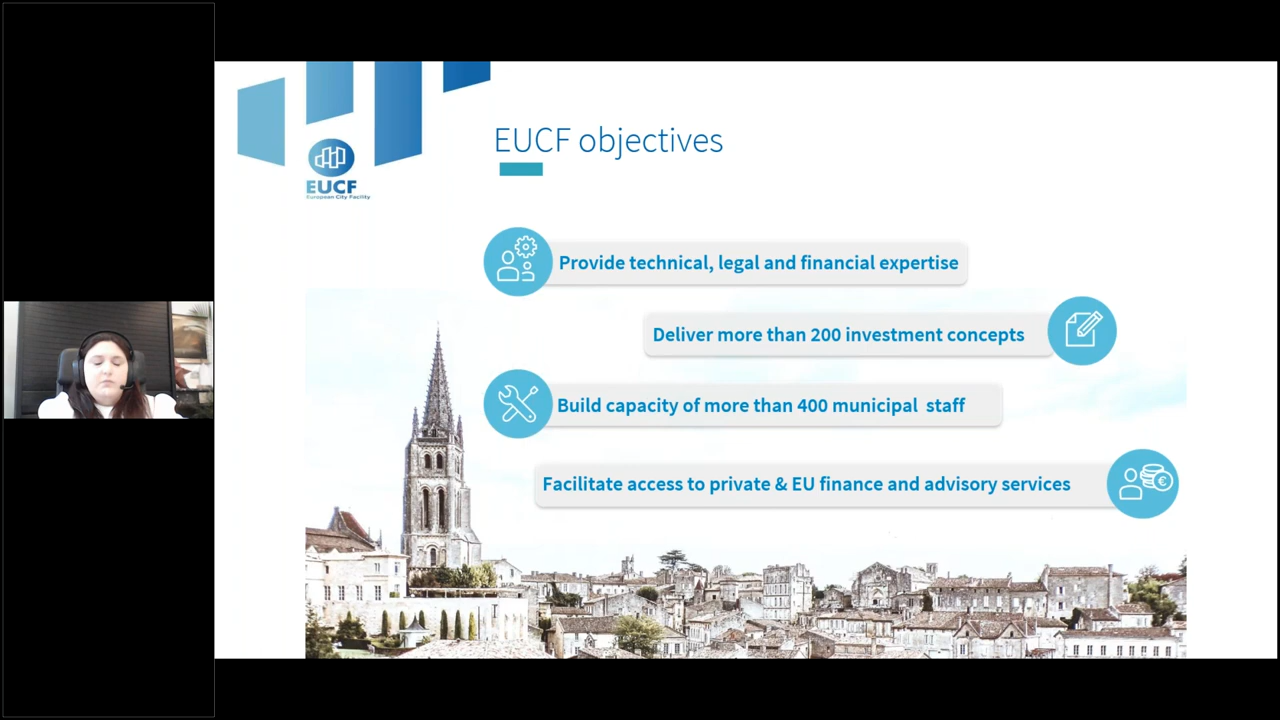 EUCF objectives
EUCF
European City Facility
Provide technical, legal and financial expertise
Deliver more than 200 investment concepts
Build capacity of more than 400 municipal staff
Facilitate access to private & EU finance and advisory services